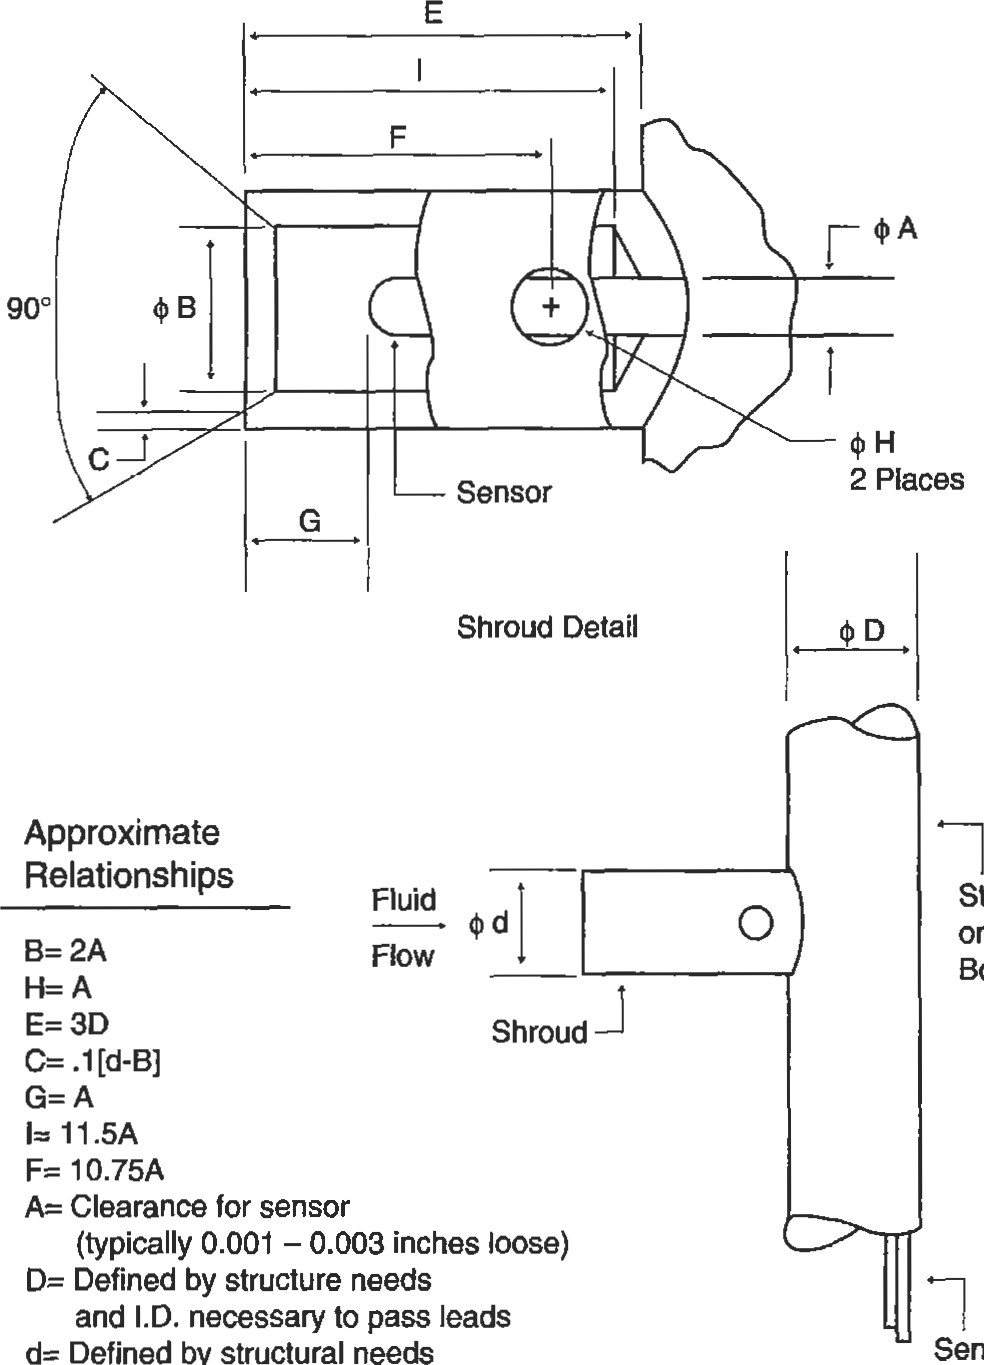 E
I
F
ϕ A
90°
ϕ B
ϕ H
2 Places
C
Sensor
G
Shroud Detail
ϕ D
Approximate
Relationships
Fluid
Flow
ϕ d
Shroud
B= 2A
H= A
E= 3D
C= .1[d-B]
G= A
I≈ 11.5A
F= 10.75A
A= Clearance for sensor
(typically 0.001 – 0.003 inches loose)
D= Defined by structure needs
and I.D. necessary to pass leads
d= Defined by structural needs